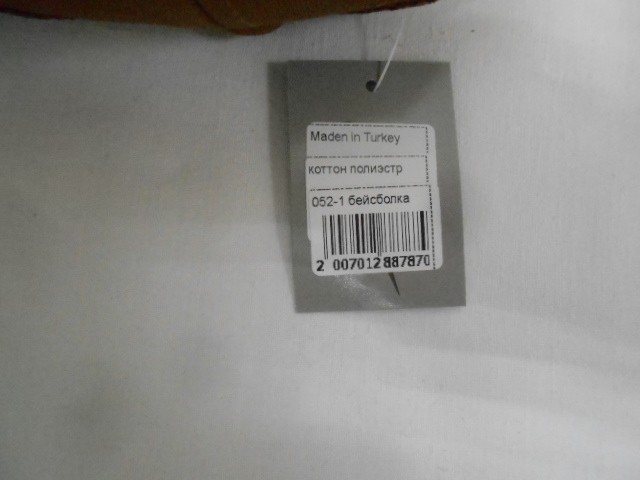 Maden in Turkey
коттон полиэстр
052-1 бейсболка
2 007012 887870